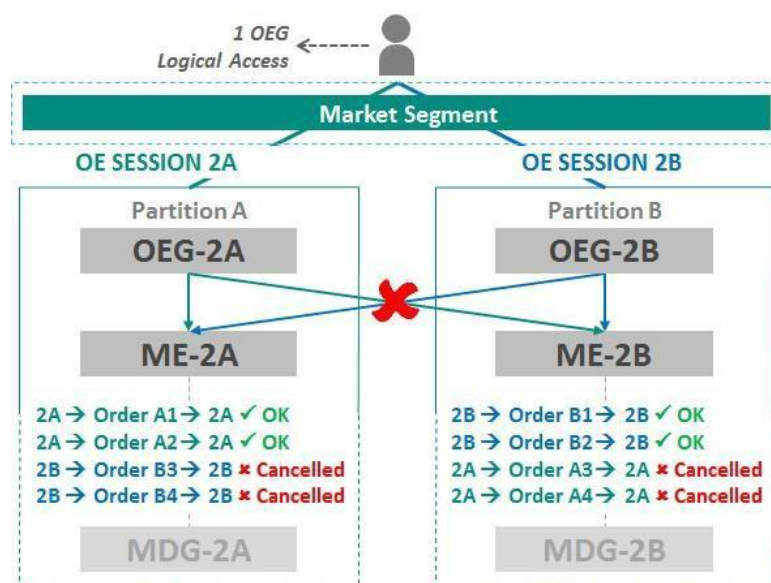 1 OEG
Logical Access
Market Segment
OE SESSION 2A
OE SESSION 2B
Partition A
OEG-2A
ME-2A
2A → Order A1 → 2A ✓ OK
2A → Order A2 → 2A ✓ OK
2B → Order B3 → 2B ✘ Cancelled
2B → Order B4 → 2B ✘ Cancelled
MDG-2A
Partition B
OEG-2B
ME-2B
2B → Order B1 → 2B ✓ OK
2B → Order B2 → 2B ✓ OK
2A → Order A3 → 2A ✘ Cancelled
2A → Order A4 → 2A ✘ Cancelled
MDG-2B